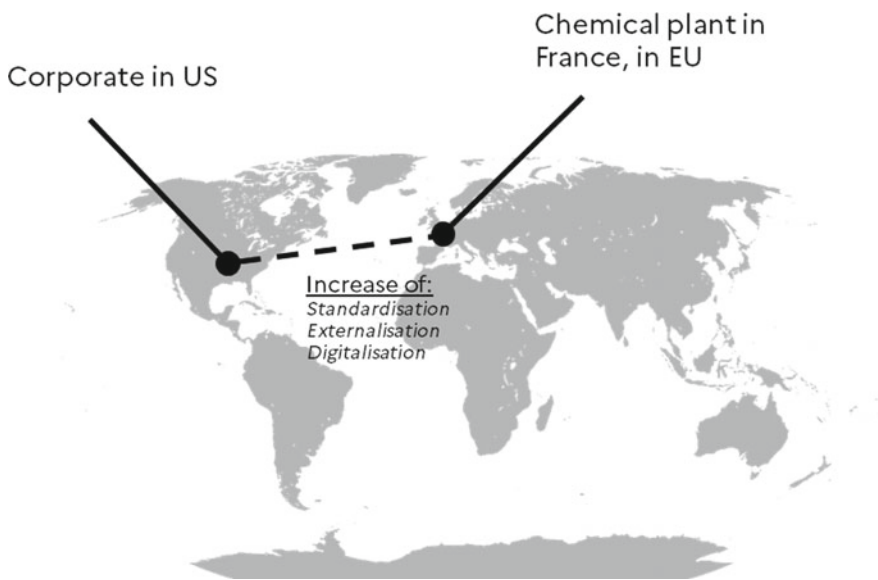 Corporate in US
Chemical plant in
France, in EU
Increase of:
Standardisation
Externalisation
Digitalisation